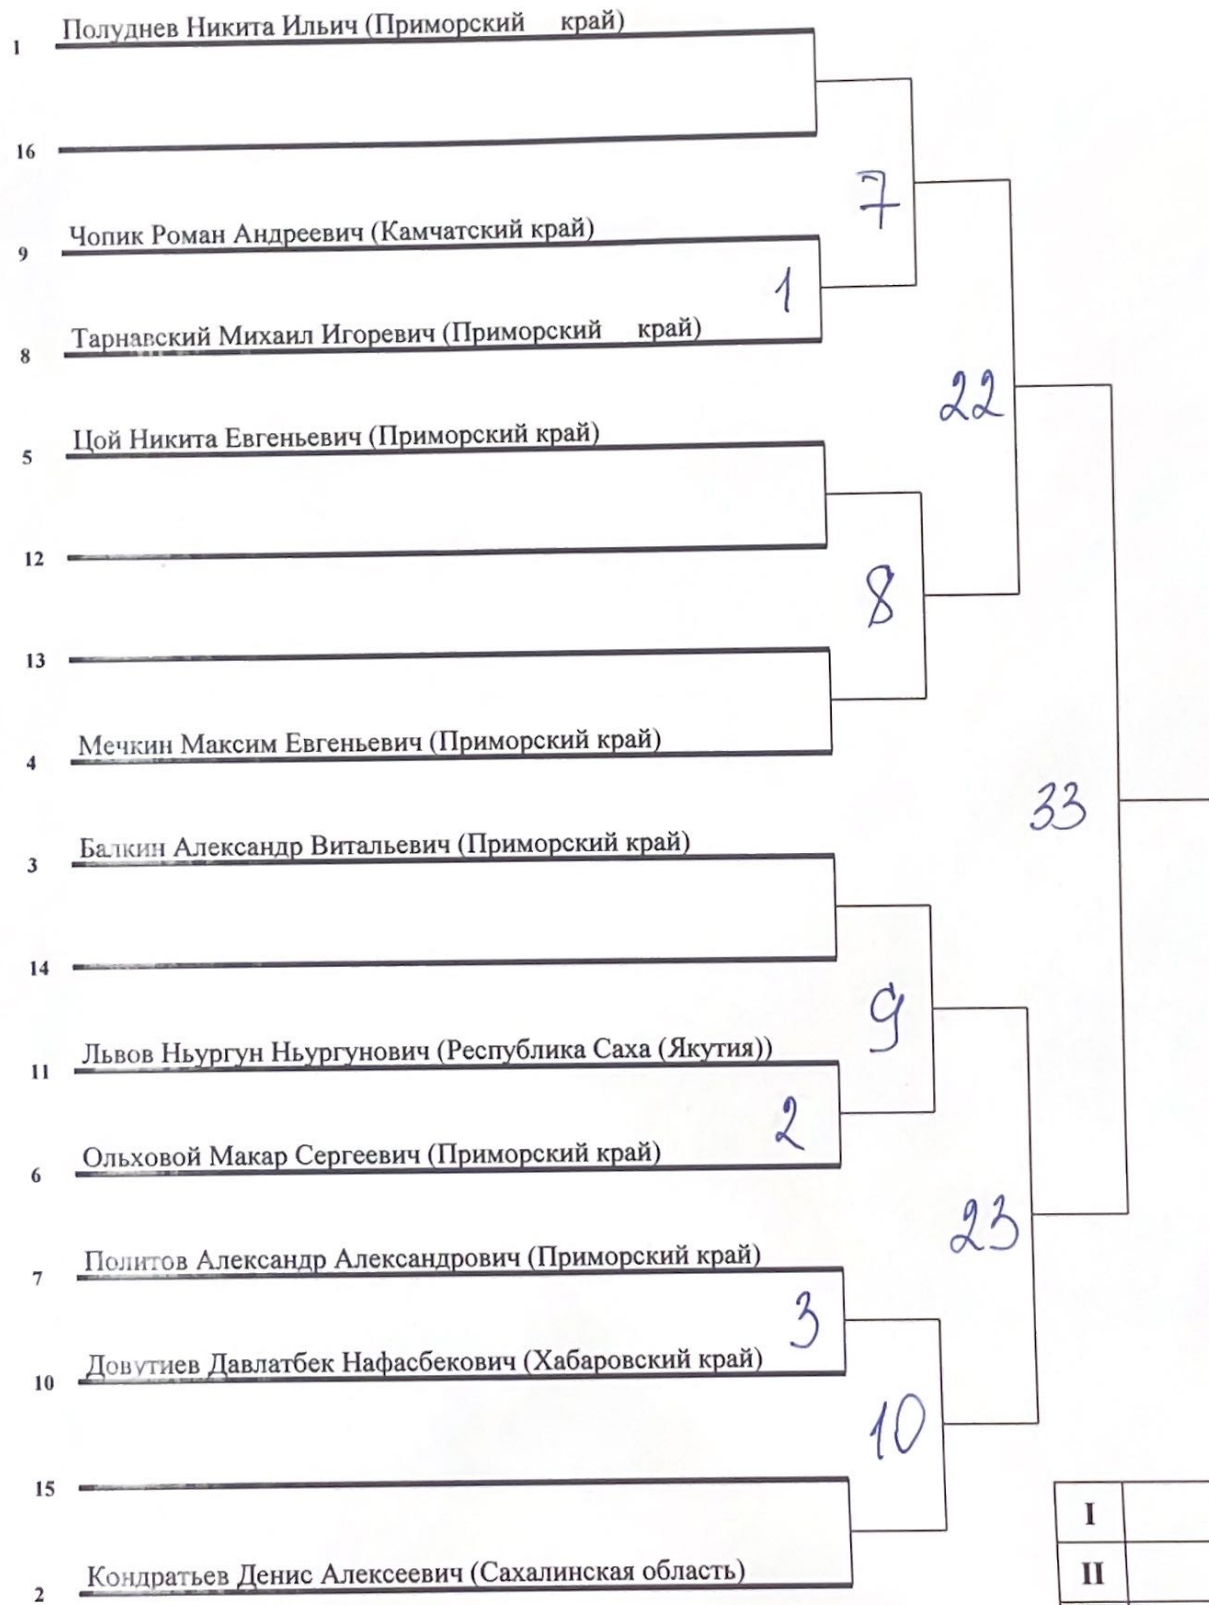 1 Полуднев Никита Ильич (Приморский край)
16
7
9 Чопик Роман Андреевич (Камчатский край)
1
8 Тарнавский Михаил Игоревич (Приморский край)
22
5 Цой Никита Евгеньевич (Приморский край)
12
8
13
4 Мечкин Максим Евгеньевич (Приморский край)
33
3 Балкин Александр Витальевич (Приморский край)
14
9
11 Львов Ньургун Ньургунович (Республика Саха (Якутия))
2
6 Ольховой Макар Сергеевич (Приморский край)
23
7 Политов Александр Александрович (Приморский край)
3
10 Довутиев Давлатбек Нафасбекович (Хабаровский край)
10
15
I
II
2 Кондратьев Денис Алексеевич (Сахалинская область)